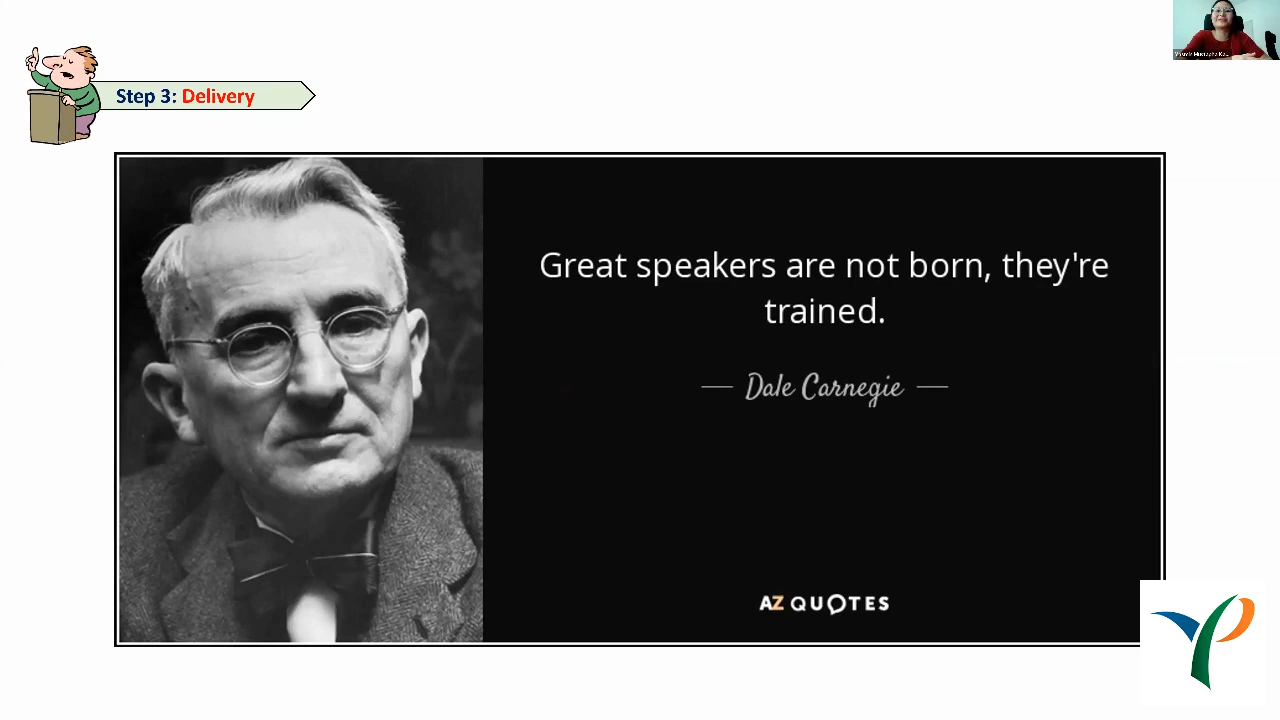 Step 3: Delivery
Great speakers are not born, they're
trained.
Dale Carnegie
AZ QUOTES